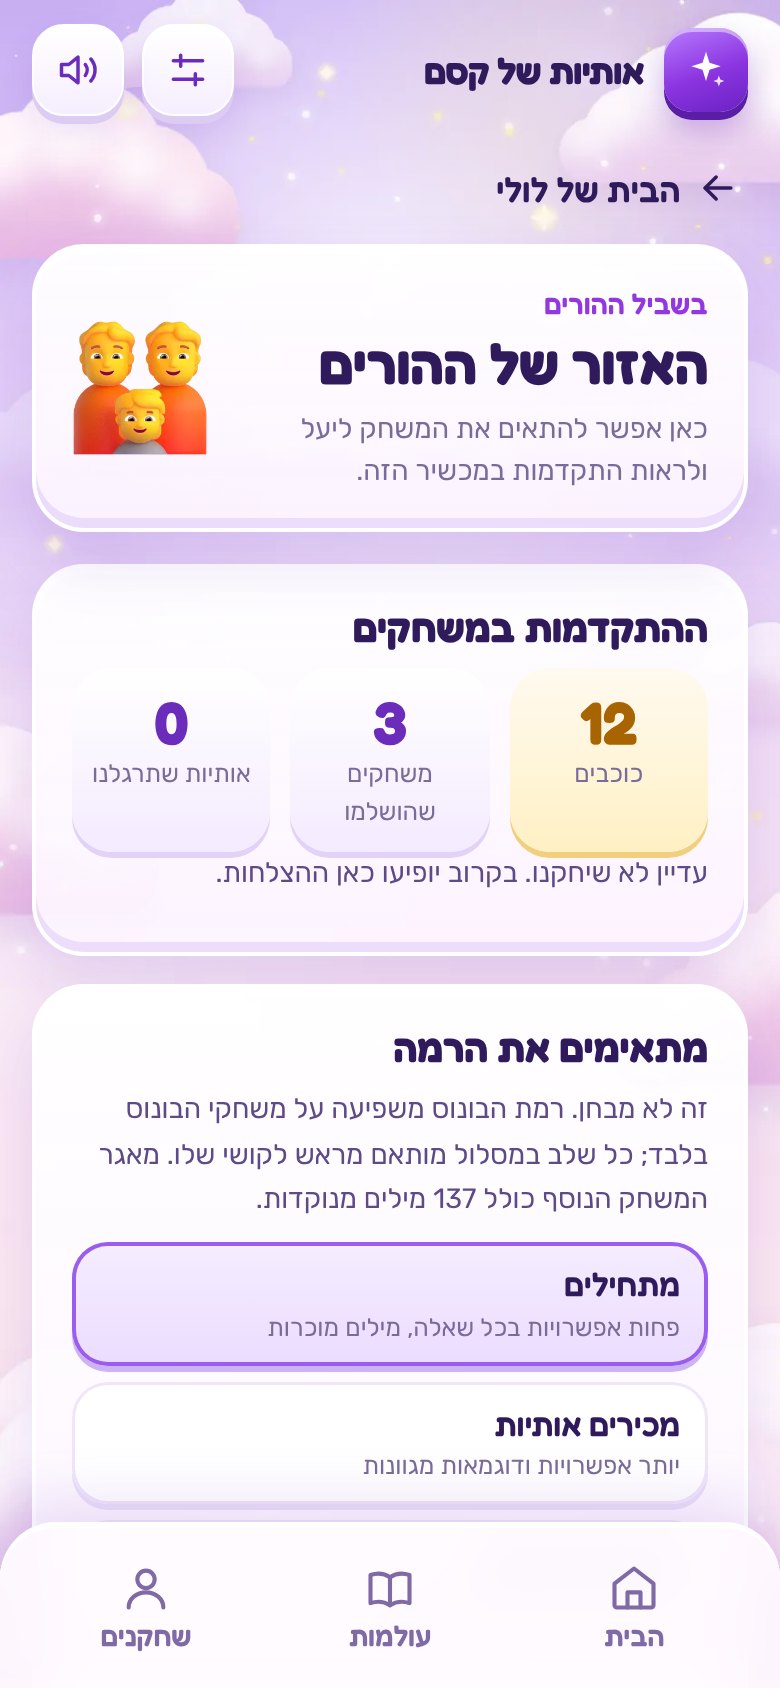 אותיות של קסם
הבית של לולי
בשביל ההורים
האזור של ההורים
כאן אפשר להתאים את המשחק ליעל
ולראות התקדמות במכשיר הזה.
ההתקדמות במשחקים
12
כוכבים
3
משחקים
שהושלמו
0
אותיות שתרגלנו
עדיין לא שיחקנו. בקרוב יופיעו כאן ההצלחות.
מתאימים את הרמה
זה לא מבחן. רמת הבונוס משפיעה על משחקי הבונוס
בלבד; כל שלב במסלול מותאם מראש לקושי שלו. מאגר
המשחק הנוסף כולל 137 מילים מנוקדות.
מתחילים
פחות אפשרויות בכל שאלה, מילים מוכרות
מכירים אותיות
יותר אפשרויות ודוגמאות מגוונות
הבית
עולמות
שחקנים